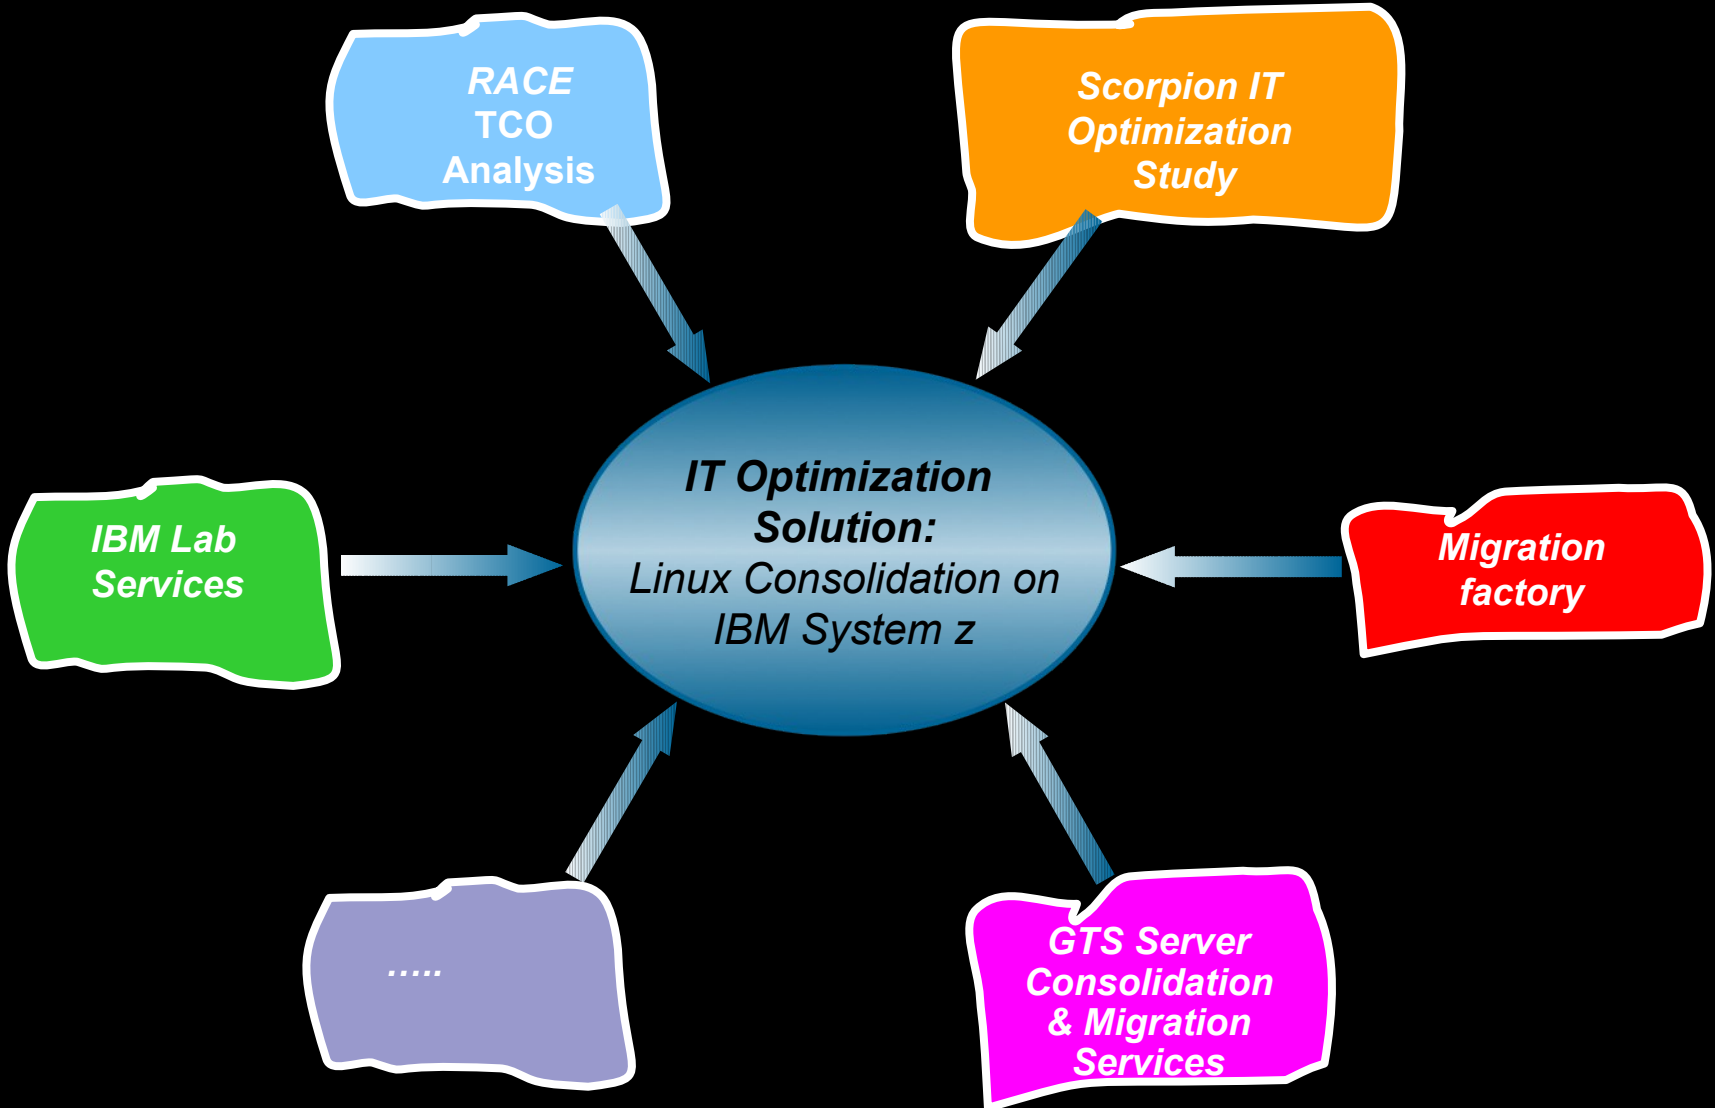 RACE
TCO
Analysis
Scorpion IT
Optimization
Study
IT Optimization
Solution:
Linux Consolidation on
IBM System z
IBM Lab
Services
Migration
factory
.....
GTS Server
Consolidation
& Migration
Services